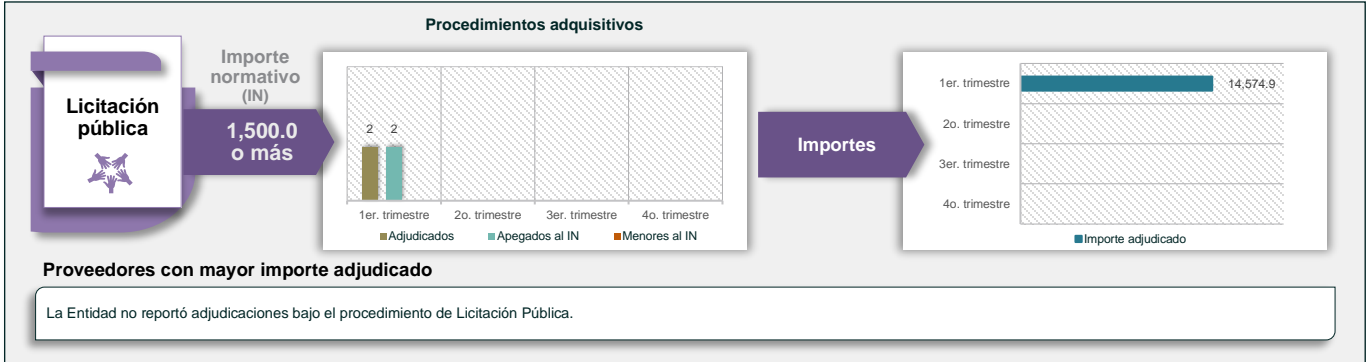 Procedimientos adquisitivos
Licitación
pública
Importe
normativo
(IN)
1,500.0
o más
2 2
1er. trimestre 2o. trimestre 3er. trimestre 4o. trimestre
Adjudicados Apegados al IN Menores al IN
Importes
1er. trimestre 14,574.9
2o. trimestre
3er. trimestre
4o. trimestre
Importe adjudicado
Proveedores con mayor importe adjudicado
La Entidad no reportó adjudicaciones bajo el procedimiento de Licitación Pública.